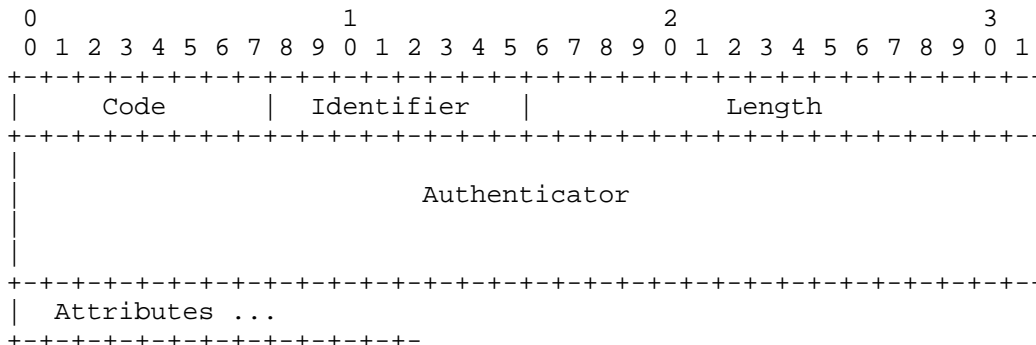 0                   1                   2                   3
 0 1 2 3 4 5 6 7 8 9 0 1 2 3 4 5 6 7 8 9 0 1 2 3 4 5 6 7 8 9 0 1
+-+-+-+-+-+-+-+-+-+-+-+-+-+-+-+-+-+-+-+-+-+-+-+-+-+-+-+-+-+-+-+--
|     Code      |  Identifier   |            Length
+-+-+-+-+-+-+-+-+-+-+-+-+-+-+-+-+-+-+-+-+-+-+-+-+-+-+-+-+-+-+-+--
|
|                         Authenticator
|
|
+-+-+-+-+-+-+-+-+-+-+-+-+-+-+-+-+-+-+-+-+-+-+-+-+-+-+-+-+-+-+-+--
|  Attributes ...
+-+-+-+-+-+-+-+-+-+-+-+-+-